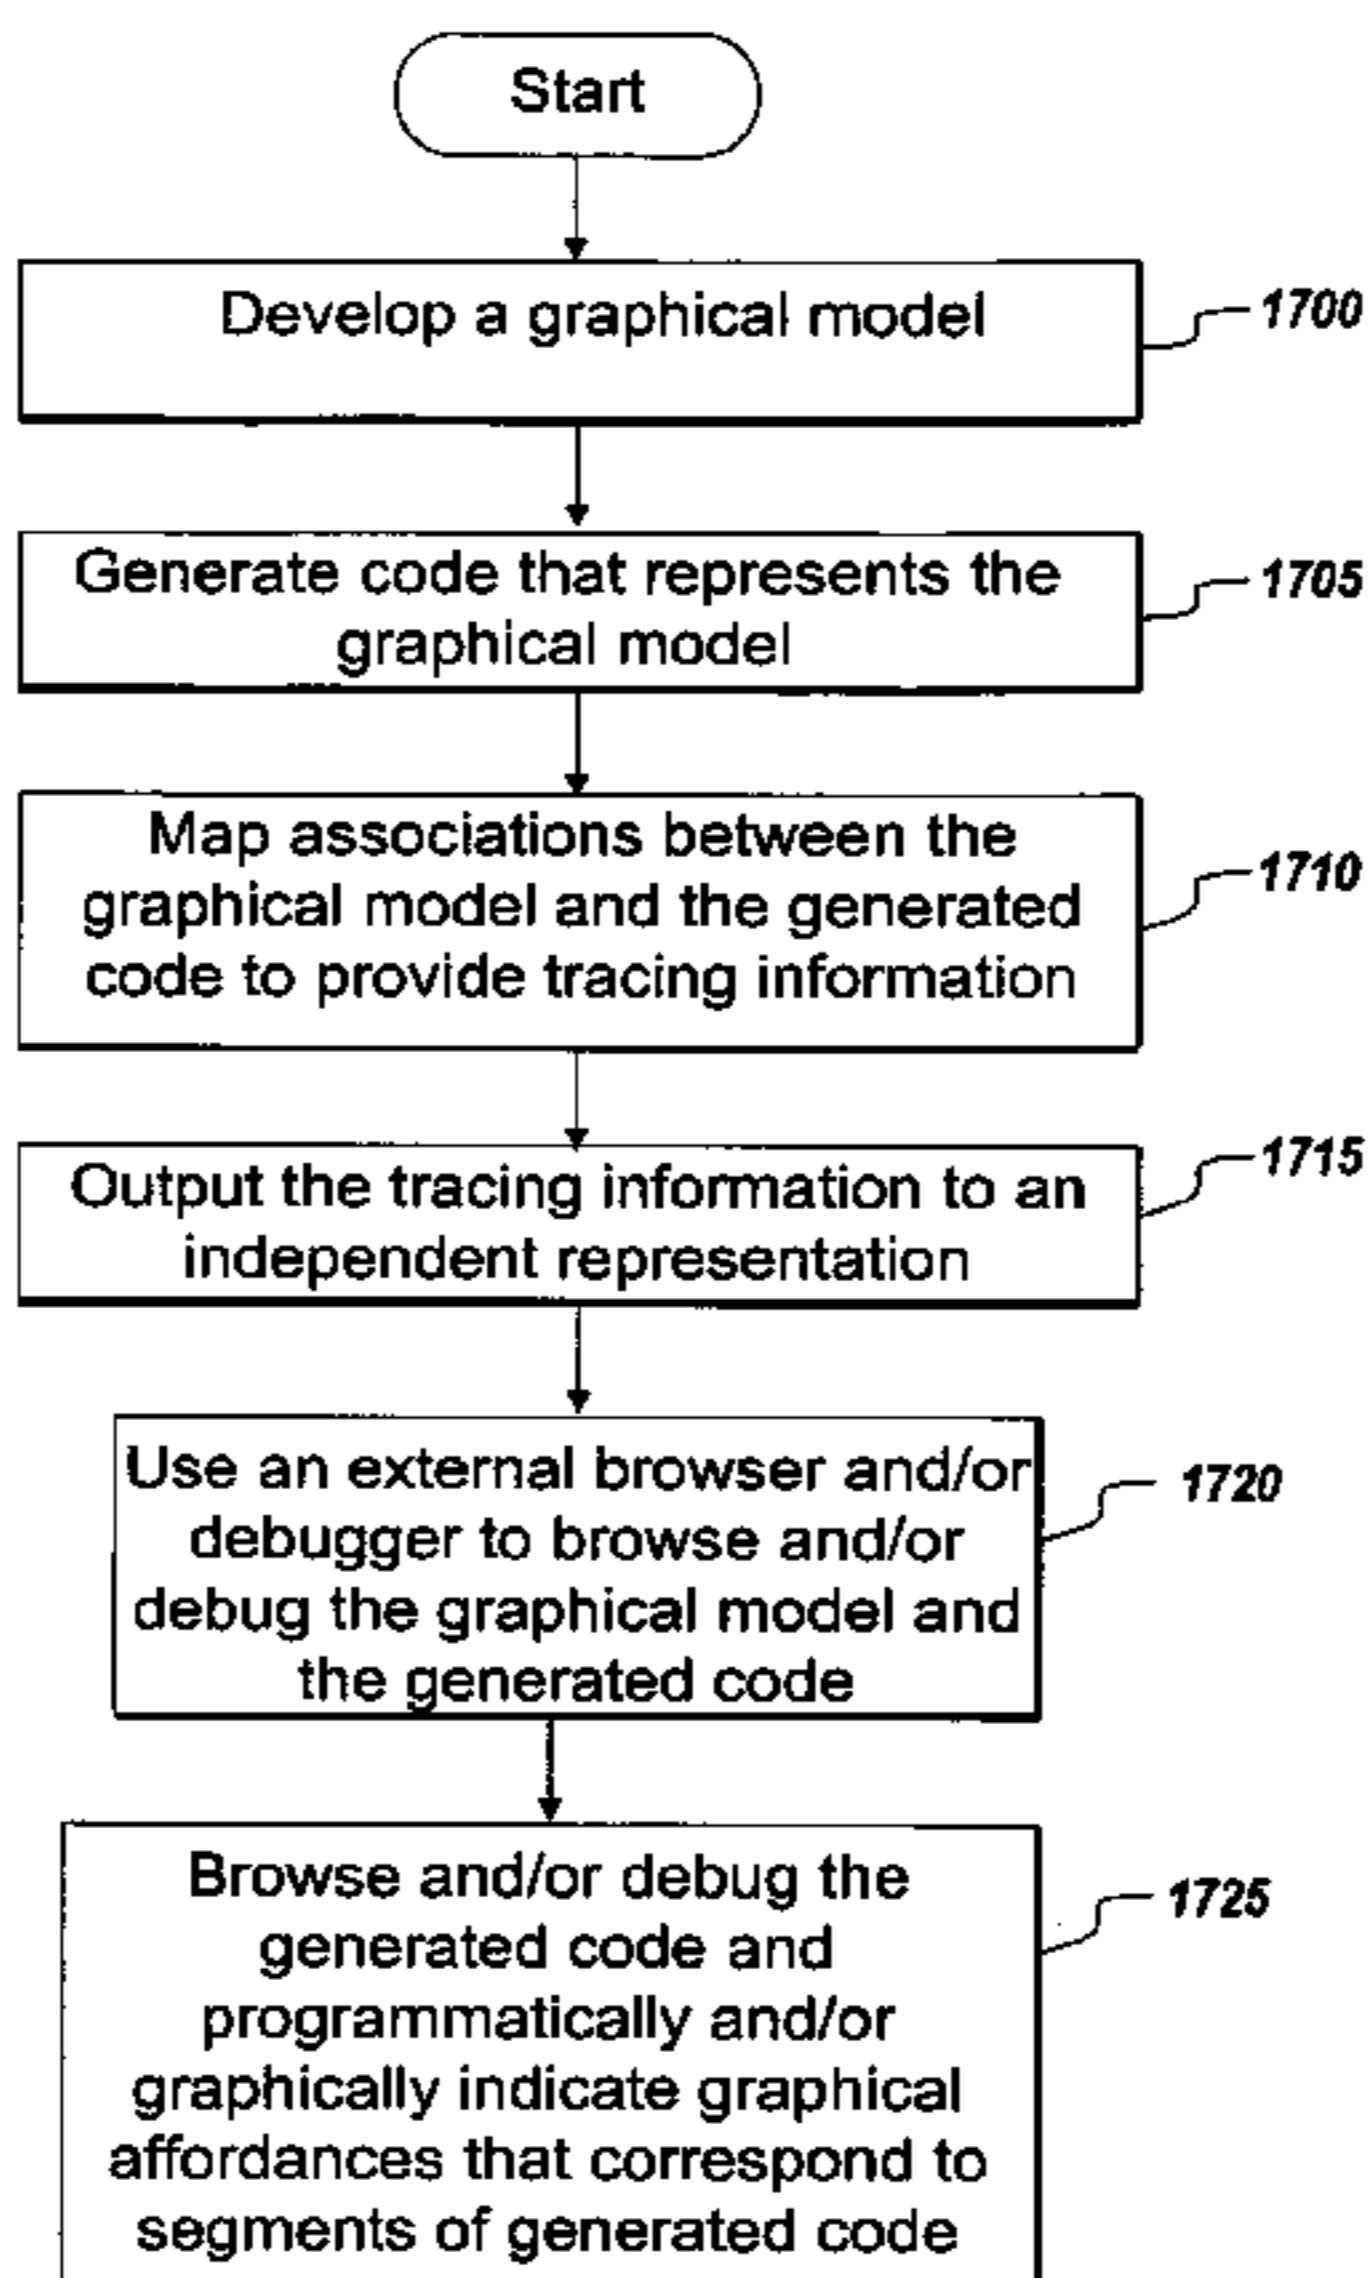 Start
Develop a graphical model
1700
Generate code that represents the
graphical model
1705
Map associations between the
graphical model and the generated
code to provide tracing information
1710
Output the tracing information to an
independent representation
1715
Use an external browser and/or
debugger to browse and/or
debug the graphical model and
the generated code
1720
Browse and/or debug the
generated code and
programmatically and/or
graphically indicate graphical
affordances that correspond to
segments of generated code
1725